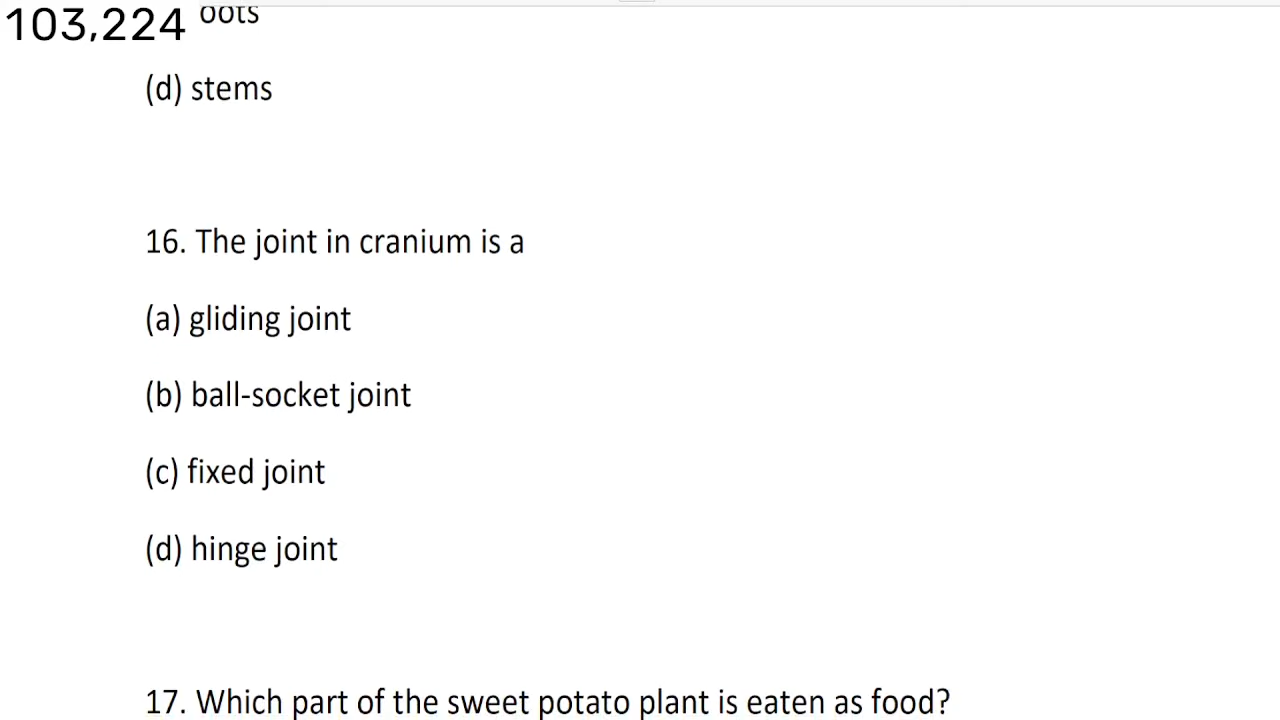 103,224
(d) stems
16. The joint in cranium is a
(a) gliding joint
(b) ball-socket joint
(c) fixed joint
(d) hinge joint
17. Which part of the sweet potato plant is eaten as food?